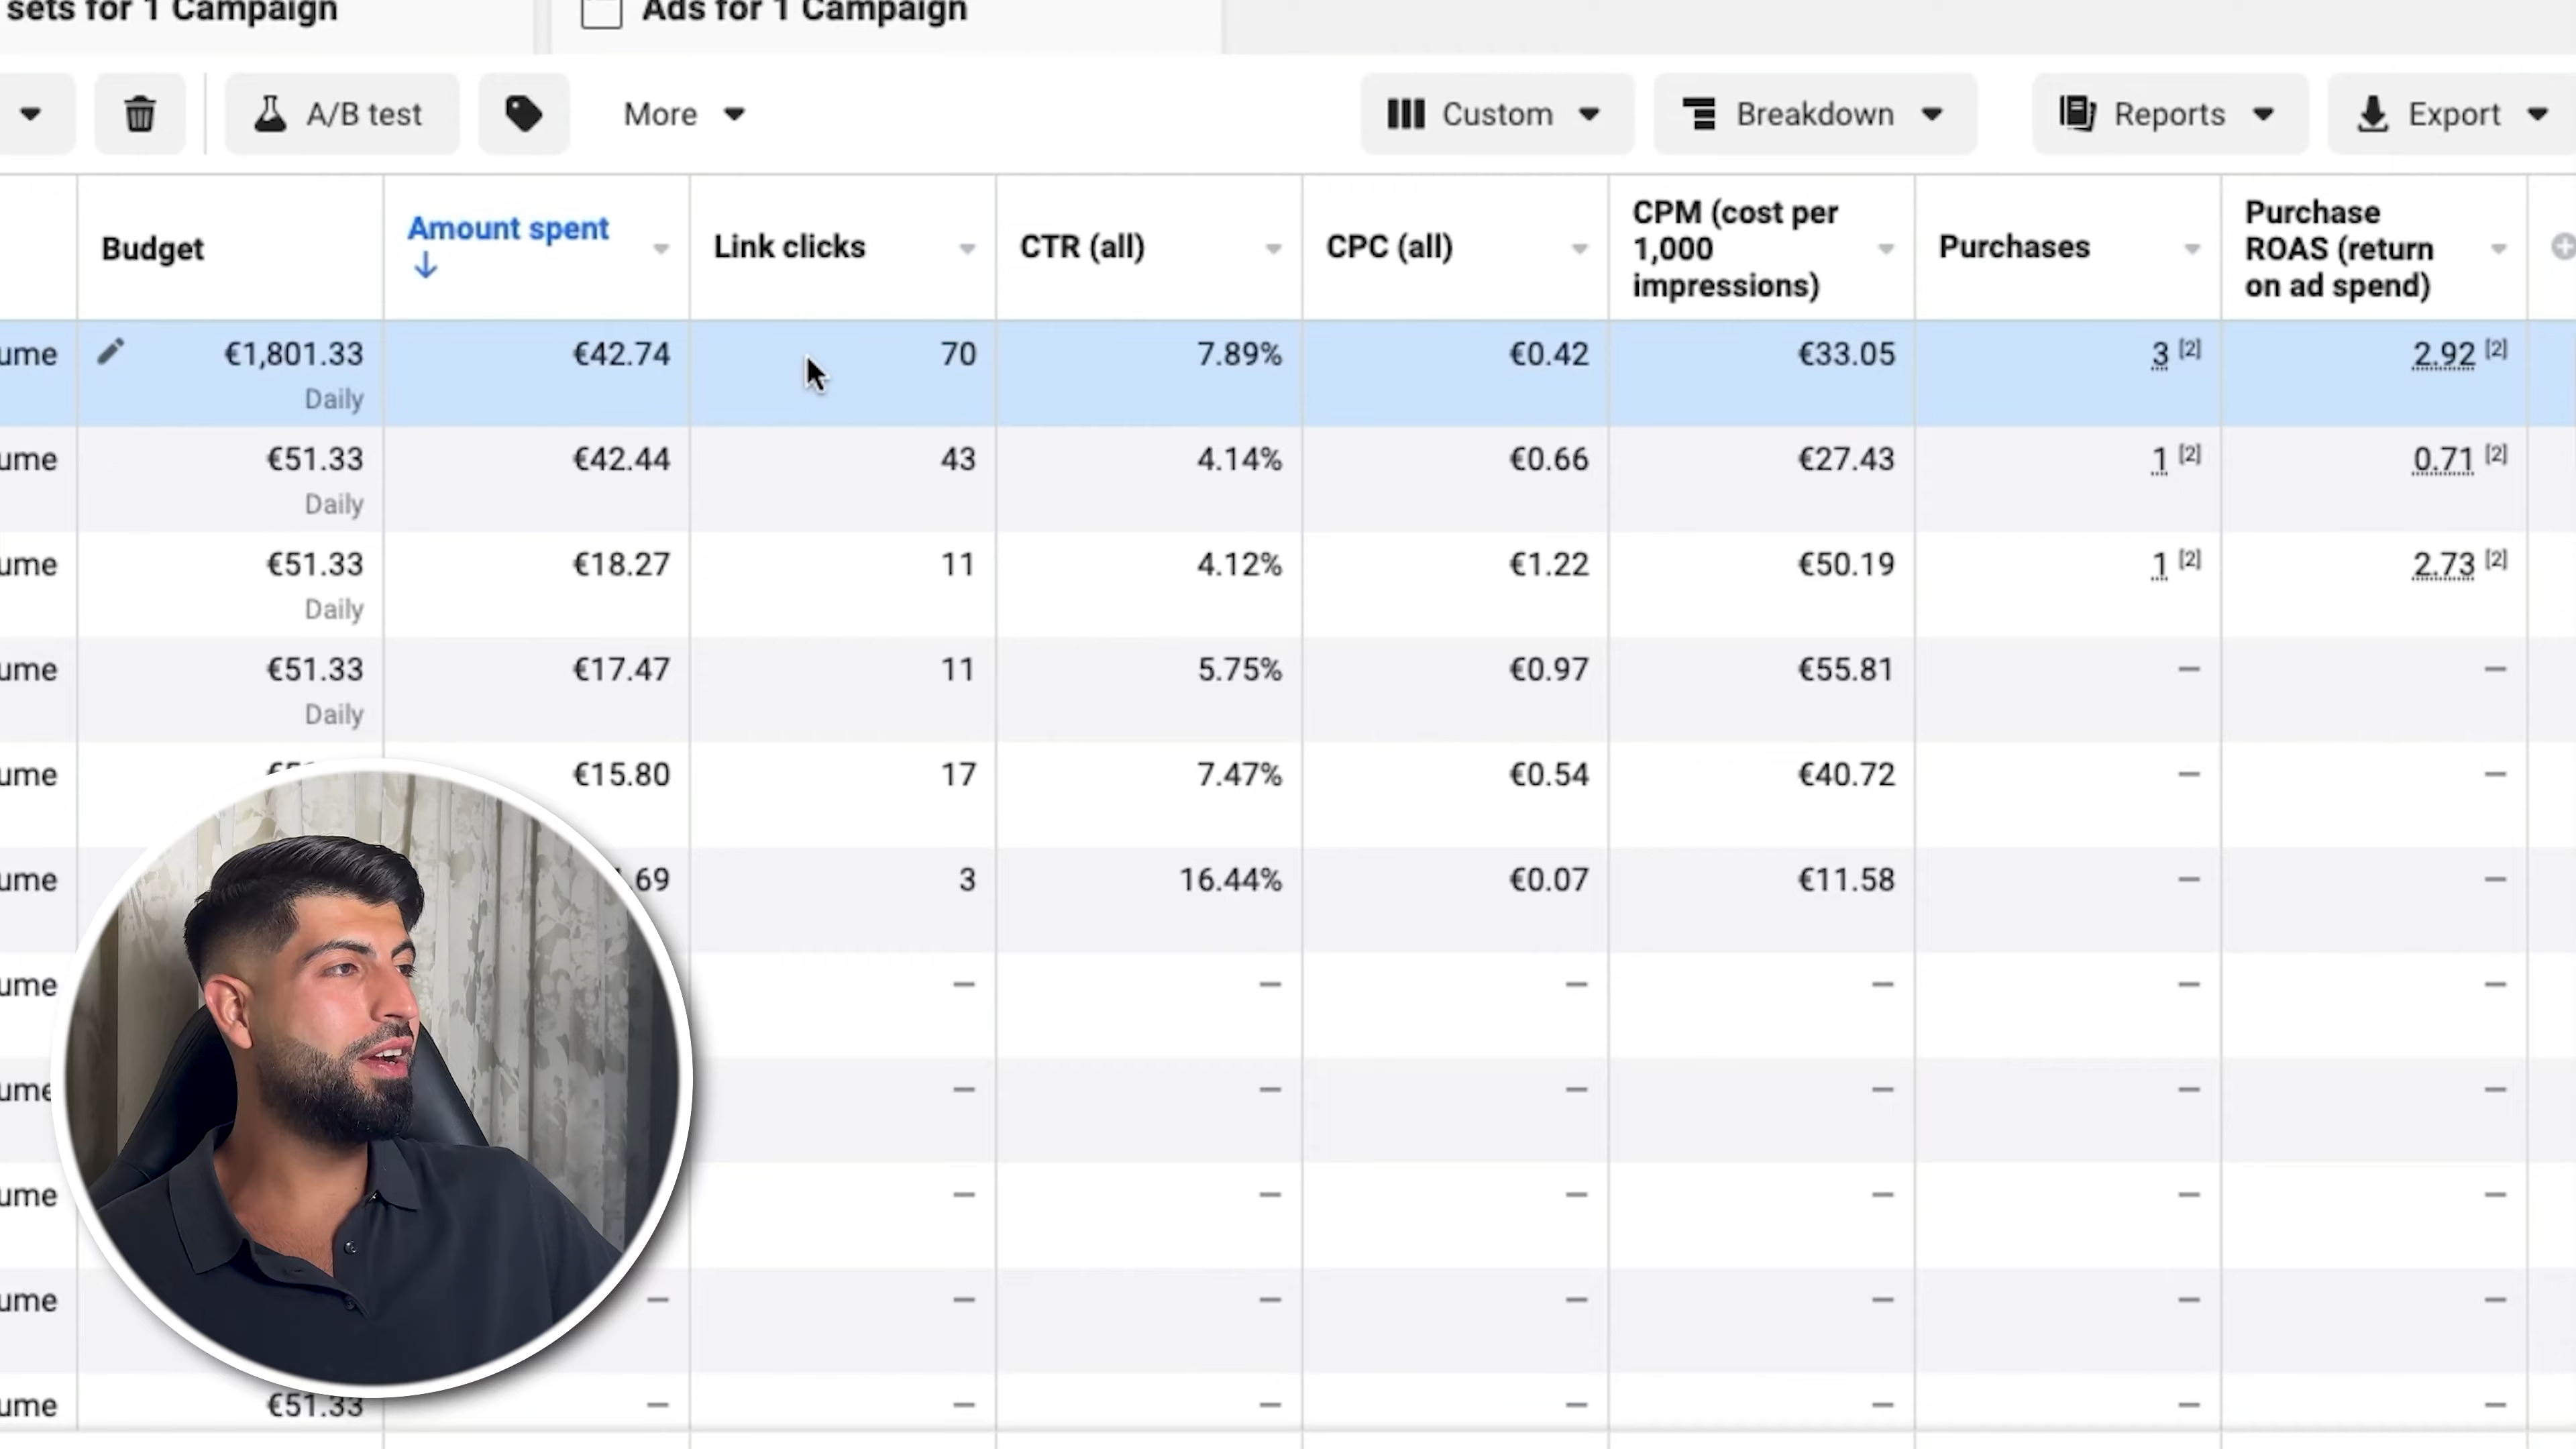 sets for 1 Campaign
Ads for 1 Campaign
A/B test
More
Custom
Breakdown
Reports
Export
Budget
Amount spent
Link clicks
CTR (all)
CPC (all)
CPM (cost per
1,000
impressions)
Purchases
Purchase
ROAS (return
on ad spend)
ume €1,801.33 €42.74 70 7.89% €0.42 €33.05 3 [2] 2.92 [2]
Daily
ume €51.33 €42.44 43 4.14% €0.66 €27.43 1 [2] 0.71 [2]
Daily
ume €51.33 €18.27 11 4.12% €1.22 €50.19 1 [2] 2.73 [2]
Daily
ume €51.33 €17.47 11 5.75% €0.97 €55.81 — —
Daily
ume €15.80 17 7.47% €0.54 €40.72 — —
ume .69 3 16.44% €0.07 €11.58 — —
ume — — — — — —
ume — — — — — —
ume — — — — — —
ume — — — — — — —
ume €51.33 — — — — — — —